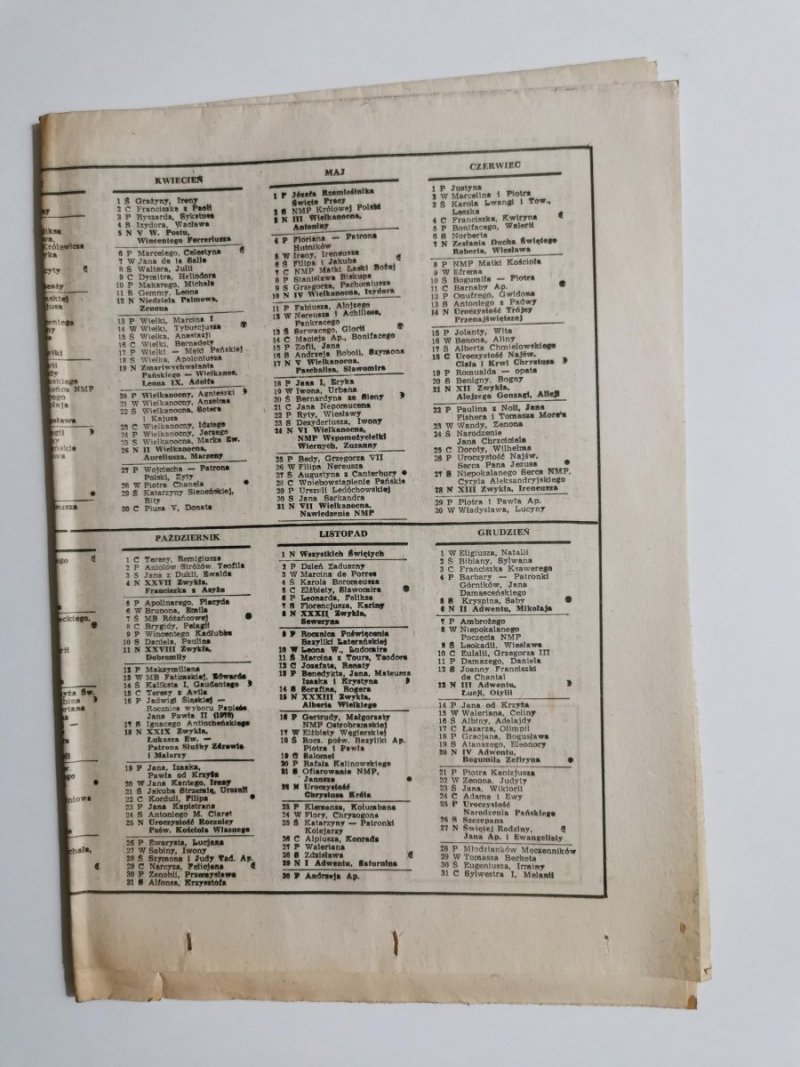 KWIECIEŃ
1 Ś Grażyny, Ireny
2 C Franciszka z Paoli
3 P Ryszarda, Sykstusa
4 S Izydora, Wacława
5 N V W. Postu,
Wincentego Ferreriusza
6 P Marcelego, Celestyna
7 W Jana de la Salle
8 Ś Waltera, Julii
9 C Dymitra, Heliodora
10 P Makarego, Michała
11 S Gemmy, Leona
12 N Niedziela Palmowa,
Zenona
13 P Wielki, Marcina I
14 W Wielki, Tyburcjusza
15 Ś Wielka, Anastazji
16 C Wielki, Bernadety
17 P Wielki — Męki Pańskiej
18 S Wielka, Apoloniusza
19 N Zmartwychwstania
Pańskiego — Wielkanoc,
Leona IX, Adolfa
20 P Wielkanocny, Agnieszki
21 W Wielkanocny, Anzelma
22 Ś Wielkanocna, Sotera
i Kajusa
23 C Wielkanocny, Idziego
24 P Wielkanocny, Jerzego
25 S Wielkanocna, Marka Ew.
26 N II Wielkanocna,
Aureliusza, Marzeny
27 P Wojciecha — Patrona
Polski, Zyty
28 W Piotra Chanela
29 Ś Katarzyny Sieneńskiej,
Rity
30 C Piusa V, Donata
MAJ
1 P Józefa Rzemieślnika
Święto Pracy
2 S NMP Królowej Polski
3 N III Wielkanocna,
Antoniny
4 P Floriana — Patrona
Hutników
5 W Ireny, Ireneusza
6 Ś Filipa i Jakuba
7 C NMP Matki Łaski Bożej
8 P Stanisława Biskupa
9 S Grzegorza, Pachomiusza
10 N IV Wielkanocna, Izydora
11 P Fabiusza, Alojzego
12 W Nereusza i Achillesa,
Pankracego
13 Ś Serwacego, Glorii
14 C Macieja Ap., Bonifacego
15 P Zofii, Jana
16 S Andrzeja Boboli, Szymona
17 N V Wielkanocna,
Paschalisa, Sławomira
18 P Jana I, Eryka
19 W Iwona, Urbana
20 Ś Bernardyna ze Sieny
21 C Jana Nepomucena
22 P Ryty, Wiesławy
23 S Dezyderiusza, Iwony
24 N VI Wielkanocna,
NMP Wspomożycielki
Wiernych, Zuzanny
25 P Bedy, Grzegorza VII
26 W Filipa Nereusza
27 Ś Augustyna z Canterbury
28 C Wniebowstąpienie Pańskie
29 P Urszuli Ledóchowskiej
30 S Jana Sarkandra
31 N VII Wielkanocna,
Nawiedzenie NMP
CZERWIEC
1 P Justyna
2 W Marcelina i Piotra
3 Ś Karola Lwangi i Tow.,
Leszka
4 C Franciszka, Kwiryna
5 P Bonifacego, Walerii
6 S Norberta
7 N Zesłania Ducha Świętego
Roberta, Wiesława
8 P NMP Matki Kościoła
9 W Efrema
10 Ś Bogumiła — Piotra
11 C Barnaby Ap.
12 P Onufrego, Gwidona
13 S Antoniego z Padwy
14 N Uroczystość Trójcy
Przenajświętszej
15 P Jolanty, Wita
16 W Benona, Aliny
17 Ś Alberta Chmielowskiego
18 C Uroczystość Najśw.
Ciała i Krwi Chrystusa
19 P Romualda — opata
20 S Benigny, Bogny
21 N XII Zwykła,
Alojzego Gonzagi, Alicji
22 P Paulina z Noli, Jana
Fishera i Tomasza More'a
23 W Wandy, Zenona
24 Ś Narodzenie
Jana Chrzciciela
25 C Doroty, Wilhelma
26 P Uroczystość Najśw.
Serca Pana Jezusa
27 S Niepokalanego Serca NMP,
Cyryla Aleksandryjskiego
28 N XIII Zwykła, Ireneusza
29 P Piotra i Pawła Ap.
30 W Władysława, Lucyny
PAŹDZIERNIK
1 C Teresy, Remigiusza
2 P Aniołów Stróżów, Teofila
3 S Jana z Dukli, Ewalda
4 N XXVII Zwykła,
Franciszka z Asyżu
5 P Apolinarego, Placyda
6 W Brunona, Emila
7 Ś MB Różańcowej
8 C Brygidy, Pelagii
9 P Wincentego Kadłubka
10 S Daniela, Paulina
11 N XXVIII Zwykła,
Dobromiły
12 P Maksymiliana
13 W MB Fatimskiej, Edwarda
14 Ś Kaliksta I, Gaudentego
15 C Teresy z Avila
16 P Jadwigi Śląskiej —
Rocznica wyboru Papieża
Jana Pawła II (1978)
17 S Ignacego Antiocheńskiego
18 N XXIX Zwykła,
Łukasza Ew. —
Patrona Służby Zdrowia
i Malarzy
19 P Jana, Izaaka,
Pawła od Krzyża
20 W Jana Kantego, Ireny
21 Ś Jakuba Strzemię, Urszuli
22 C Korduli, Filipa
23 P Jana Kapistrana
24 S Antoniego M. Claret
25 N Uroczystość Rocznicy
Pośw. Kościoła Własnego
26 P Ewarysta, Lucjana
27 W Sabiny, Iwony
28 Ś Szymona i Judy Tad. Ap.
29 C Narcyza, Felicjana
30 P Zenobii, Przemysława
31 S Alfonsa, Krzysztofa
LISTOPAD
1 N Wszystkich Świętych
2 P Dzień Zaduszny
3 W Marcina de Porres
4 Ś Karola Boromeusza
5 C Elżbiety, Sławomira
6 P Leonarda, Feliksa
7 S Florencjusza, Kariny
8 N XXXII Zwykła,
Seweryna
9 P Rocznica Poświęcenia
Bazyliki Laterańskiej
10 W Leona W., Ludomira
11 Ś Marcina z Tours, Teodora
12 C Jozafata, Renaty
13 P Benedykta, Jana, Mateusza
Izaaka i Krystyna
14 S Serafina, Rogera
15 N XXXIII Zwykła,
Alberta Wielkiego
16 P Gertrudy, Małgorzaty
NMP Ostrobramskiej
17 W Elżbiety Węgierskiej
18 Ś Rocz. pośw. Bazyliki Ap.
Piotra i Pawła
19 C Salomei
20 P Rafała Kalinowskiego
21 S Ofiarowanie NMP,
Janusza
22 N Uroczystość
Chrystusa Króla
23 P Klemensa, Kolumbana
24 W Flory, Chryzogona
25 Ś Katarzyny — Patronki
Kolejarzy
26 C Alpiusza, Konrada
27 P Waleriana
28 S Zdzisława
29 N I Adwentu, Saturnina
30 P Andrzeja Ap.
GRUDZIEŃ
1 W Eligiusza, Natalii
2 Ś Bibiany, Sylwana
3 C Franciszka Ksawerego
4 P Barbary — Patronki
Górników, Jana
Damasceńskiego
5 S Kryspina, Saby
6 N II Adwentu, Mikołaja
7 P Ambrożego
8 W Niepokalanego
Poczęcia NMP
9 Ś Leokadii, Wiesława
10 C Eulalii, Grzegorza III
11 P Damazego, Daniela
12 S Joanny Franciszki
de Chantal
13 N III Adwentu,
Łucji, Otylii
14 P Jana od Krzyża
15 W Waleriana, Celiny
16 Ś Albiny, Adelajdy
17 C Łazarza, Olimpii
18 P Gracjana, Bogusława
19 S Atanazego, Eleonory
20 N IV Adwentu,
Bogumiła Zefiryna
21 P Piotra Kanizjusza
22 W Zenona, Judyty
23 Ś Jana, Wiktorii
24 C Adama i Ewy
25 P Uroczystość
Narodzenia Pańskiego
26 S Szczepana
27 N Świętej Rodziny,
Jana Ap. i Ewangelisty
28 P Młodzianków Męczenników
29 W Tomasza Becketa
30 Ś Eugeniusza, Irminy
31 C Sylwestra I, Melanii